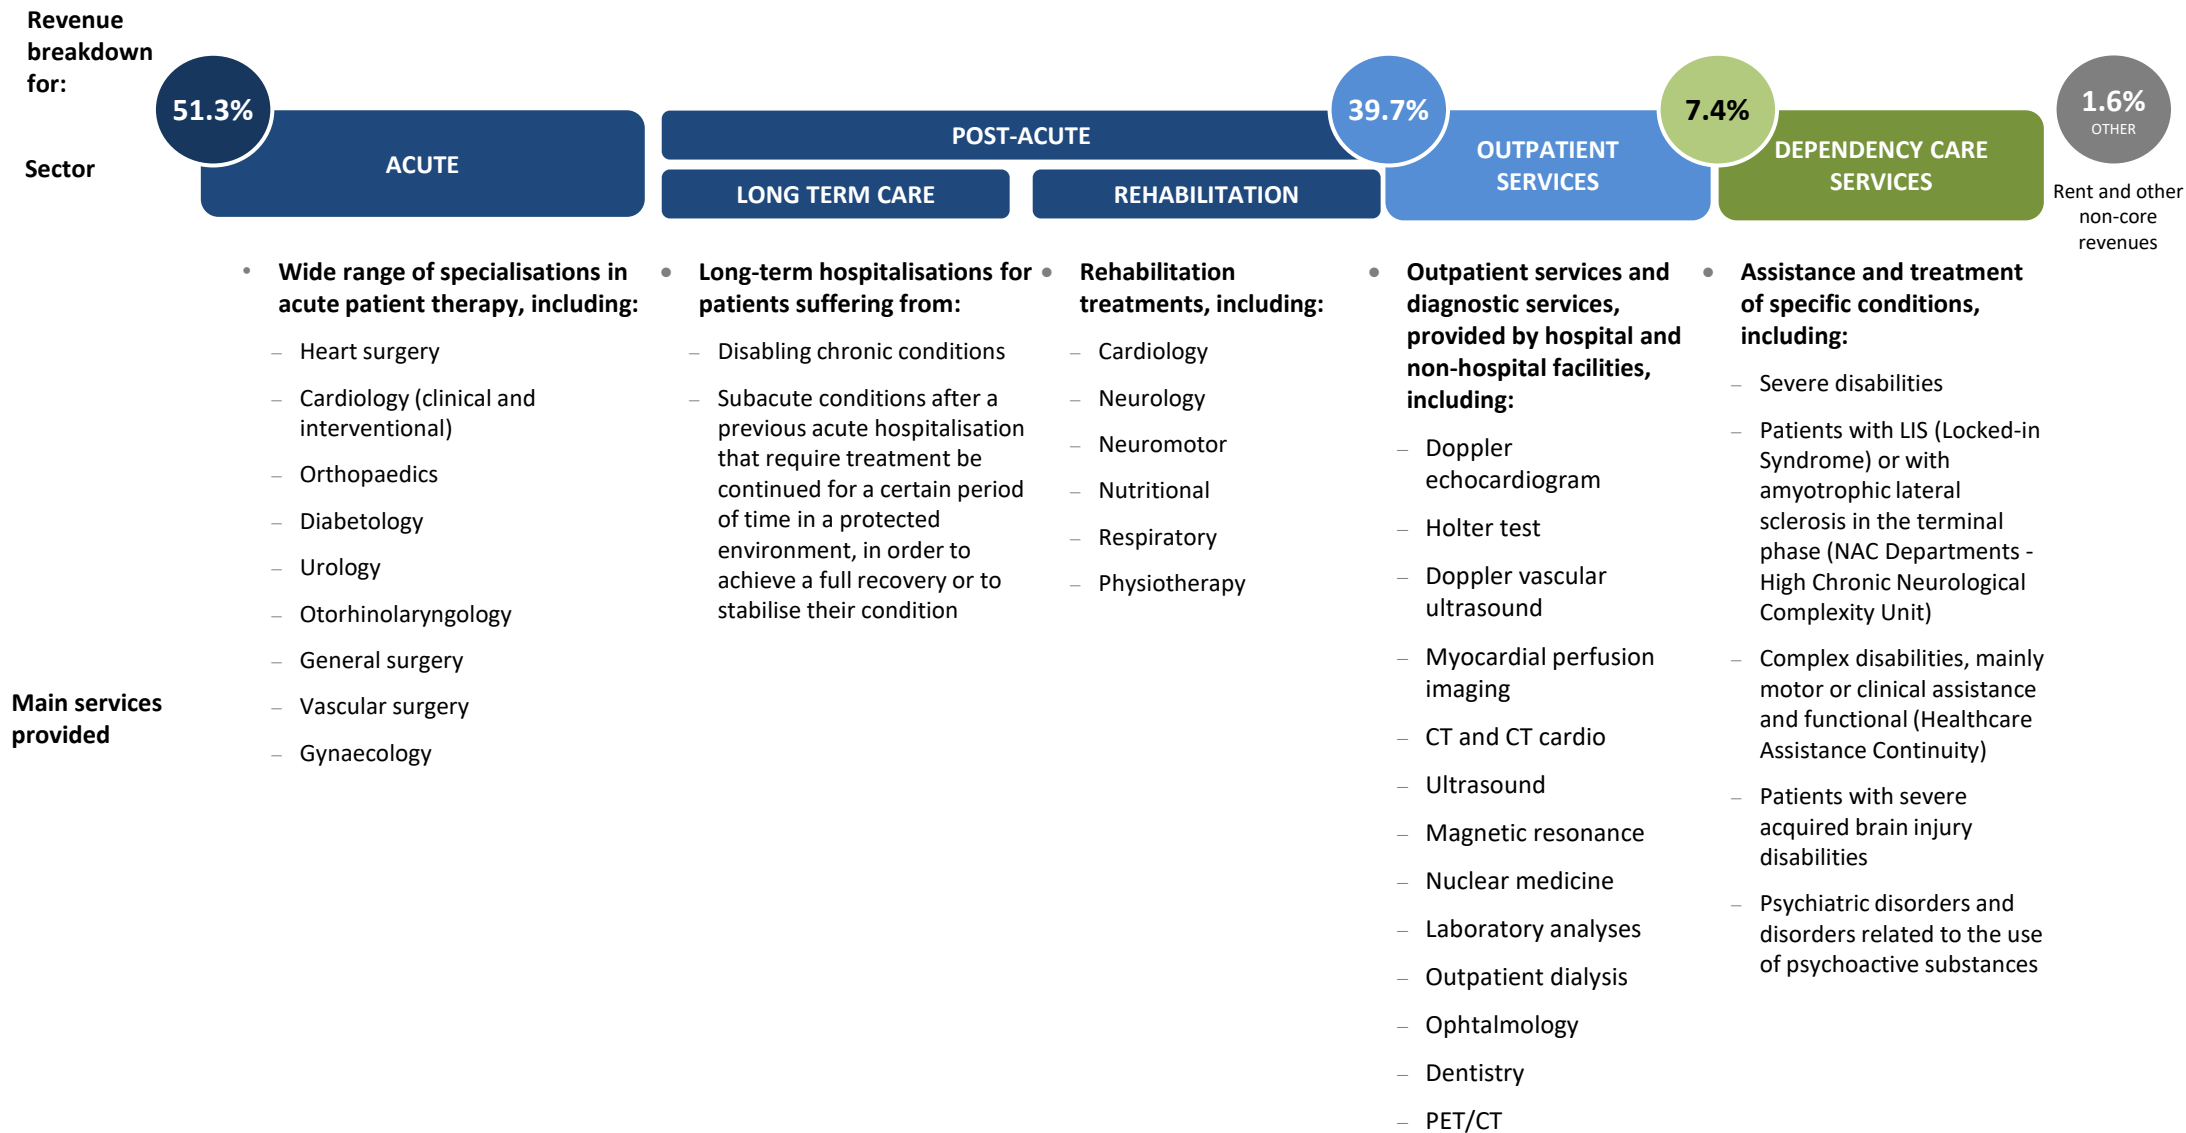 Revenue
breakdown
for:
51.3%
39.7%
7.4%
1.6%
OTHER
Sector
ACUTE
POST-ACUTE
LONG TERM CARE
REHABILITATION
OUTPATIENT
SERVICES
DEPENDENCY CARE
SERVICES
Rent and other
non-core
revenues
Main services
provided
• Wide range of specialisations in
acute patient therapy, including:
– Heart surgery
– Cardiology (clinical and
interventional)
– Orthopaedics
– Diabetology
– Urology
– Otorhinolaryngology
– General surgery
– Vascular surgery
– Gynaecology
• Long-term hospitalisations for
patients suffering from:
– Disabling chronic conditions
– Subacute conditions after a
previous acute hospitalisation
that require treatment be
continued for a certain period
of time in a protected
environment, in order to
achieve a full recovery or to
stabilise their condition
• Rehabilitation
treatments, including:
– Cardiology
– Neurology
– Neuromotor
– Nutritional
– Respiratory
– Physiotherapy
• Outpatient services and
diagnostic services,
provided by hospital and
non-hospital facilities,
including:
– Doppler
echocardiogram
– Holter test
– Doppler vascular
ultrasound
– Myocardial perfusion
imaging
– CT and CT cardio
– Ultrasound
– Magnetic resonance
– Nuclear medicine
– Laboratory analyses
– Outpatient dialysis
– Ophtalmology
– Dentistry
– PET/CT
• Assistance and treatment
of specific conditions,
including:
– Severe disabilities
– Patients with LIS (Locked-in
Syndrome) or with
amyotrophic lateral
sclerosis in the terminal
phase (NAC Departments -
High Chronic Neurological
Complexity Unit)
– Complex disabilities, mainly
motor or clinical assistance
and functional (Healthcare
Assistance Continuity)
– Patients with severe
acquired brain injury
disabilities
– Psychiatric disorders and
disorders related to the use
of psychoactive substances